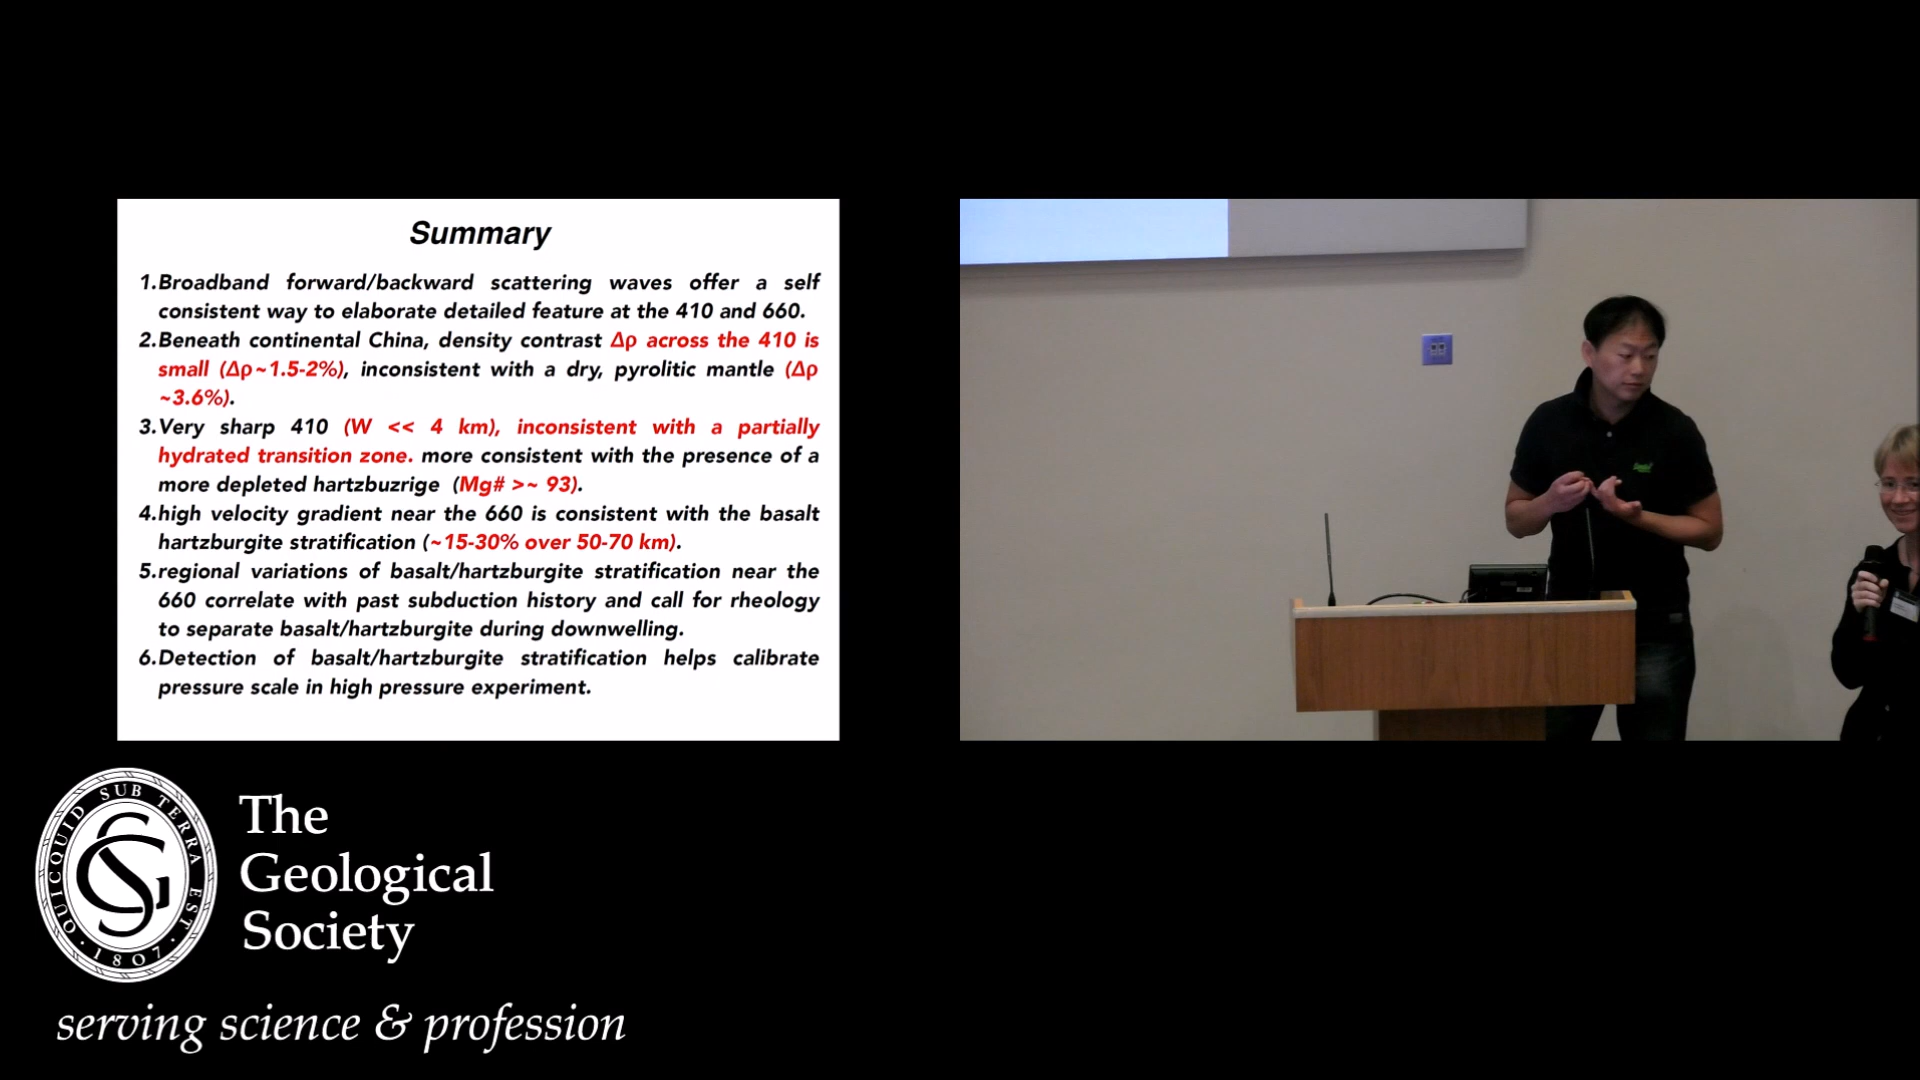 Summary
1.Broadband forward/backward scattering waves offer a self
consistent way to elaborate detailed feature at the 410 and 660.
2.Beneath continental China, density contrast Δρ across the 410 is
small (Δρ~1.5-2%), inconsistent with a dry, pyrolitic mantle (Δρ
~3.6%).
3.Very sharp 410 (W << 4 km), inconsistent with a partially
hydrated transition zone. more consistent with the presence of a
more depleted hartzbuzrige (Mg# >~ 93).
4.high velocity gradient near the 660 is consistent with the basalt
hartzburgite stratification (~15-30% over 50-70 km).
5.regional variations of basalt/hartzburgite stratification near the
660 correlate with past subduction history and call for rheology
to separate basalt/hartzburgite during downwelling.
6.Detection of basalt/hartzburgite stratification helps calibrate
pressure scale in high pressure experiment.
QUICQUID SUB TERRA EST
· 1807 ·
GS
The
Geological
Society
serving science & profession